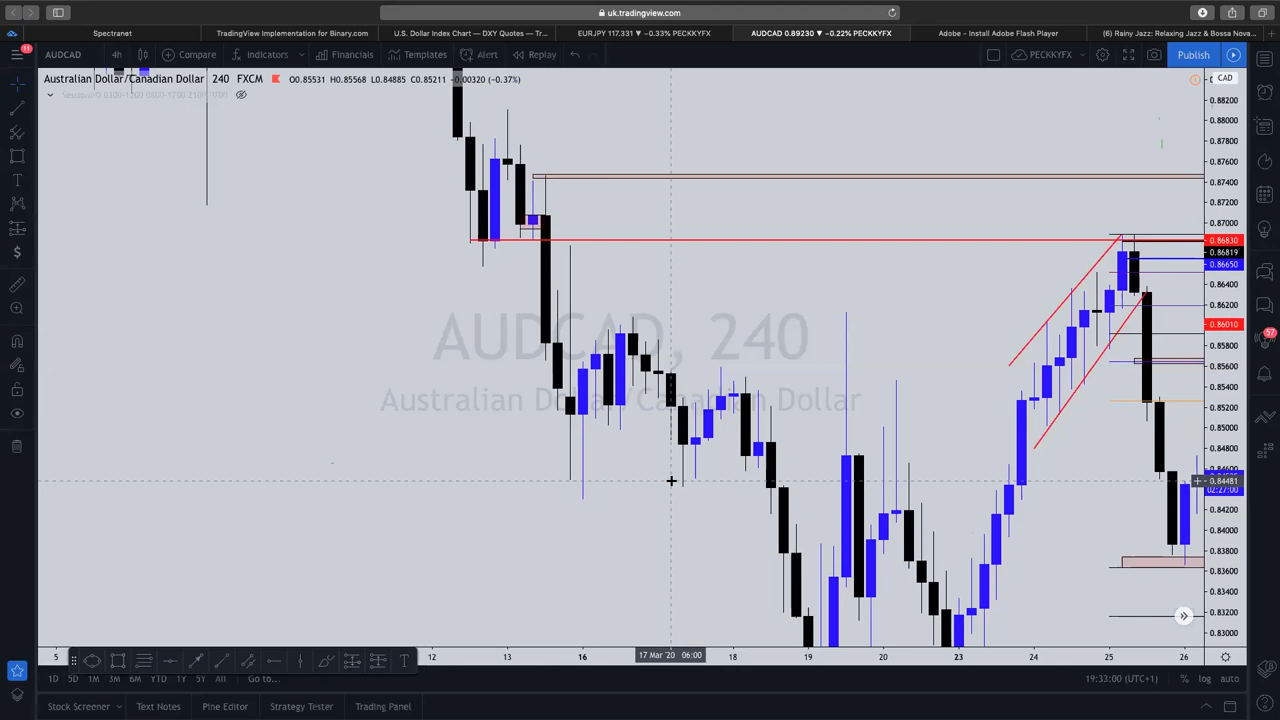 uk.tradingview.com
Spectranet
TradingView Implementation for Binary.com
U.S. Dollar Index Chart — DXY Quotes — Tr...
EURJPY 117.331 ▼ −0.33% PECKKYFX
AUDCAD 0.89230 ▼ −0.22% PECKKYFX
Adobe - Install Adobe Flash Player
(6) Rainy Jazz: Relaxing Jazz & Bossa Nova...
11
AUDCAD
4h
Compare
Indicators
Financials
Templates
Alert
Replay
PECKKYFX
Publish
Australian Dollar/Canadian Dollar 240 FXCM
O0.85531 H0.85568 L0.84885 C0.85211 −0.00320 (−0.37%)
CAD
0.88200
0.88000
0.87600
0.87400
0.87200
0.87000
0.86830
0.86819
0.86650
0.86400
0.86200
0.86010
0.85800
0.85600
0.85400
0.85200
0.85000
0.84800
0.84600
0.84481
02:27:00
0.84200
0.84000
0.83800
0.83600
0.83400
0.83200
0.83000
57
AUDCAD, 240
Australian Dollar/Canadian Dollar
5
12
13
16
17 Mar '20 06:00
18
19
20
23
24
25
26
1D
5D
1M
3M
6M
YTD
1Y
5Y
All
Go to...
19:33:00 (UTC+1)
%
log
auto
Stock Screener
Text Notes
Pine Editor
Strategy Tester
Trading Panel